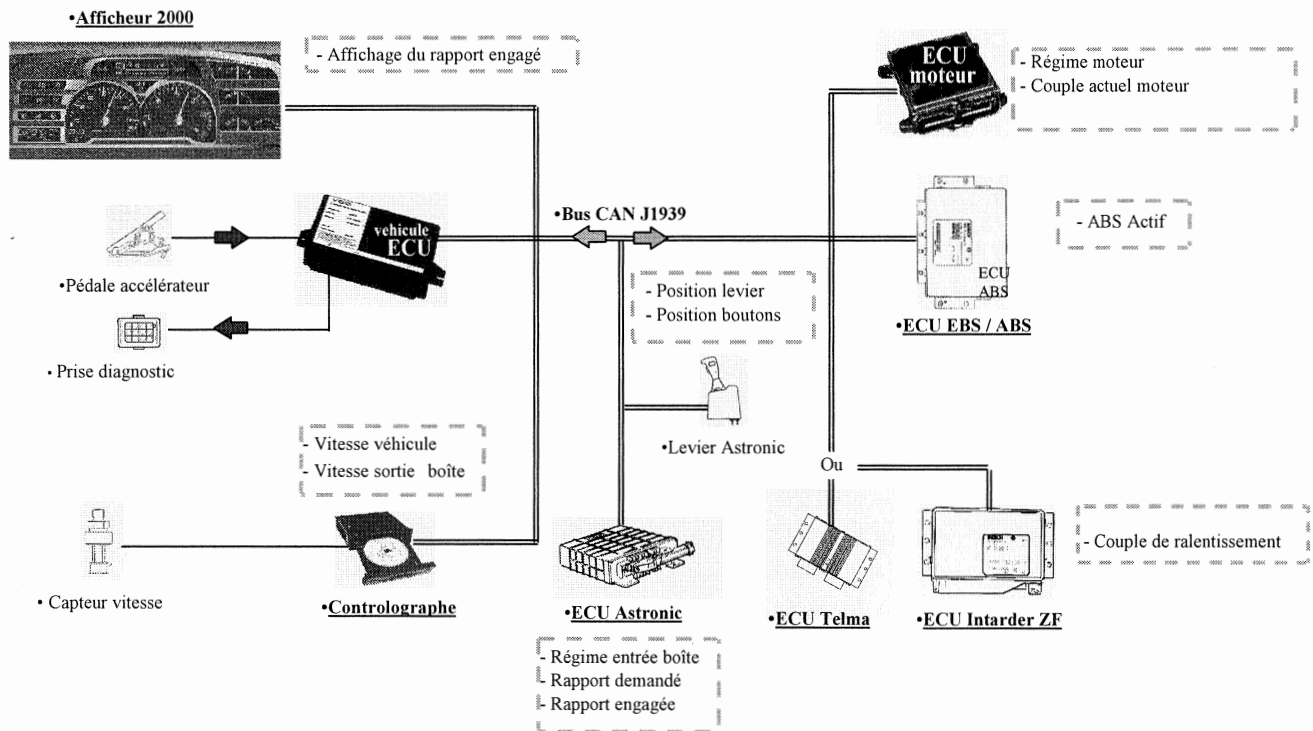 •Afficheur 2000
- Affichage du rapport engagé
ECU
moteur
- Régime moteur
- Couple actuel moteur
•Bus CAN J1939
vehicule
ECU
- ABS Actif
ECU
ABS
•Pédale accélérateur
- Position levier
- Position boutons
•ECU EBS / ABS
• Prise diagnostic
- Vitesse véhicule
- Vitesse sortie boîte
•Levier Astronic
Ou
- Couple de ralentissement
• Capteur vitesse
•Controlographe
•ECU Astronic
•ECU Telma
•ECU Intarder ZF
- Régime entrée boîte
- Rapport demandé
- Rapport engagée